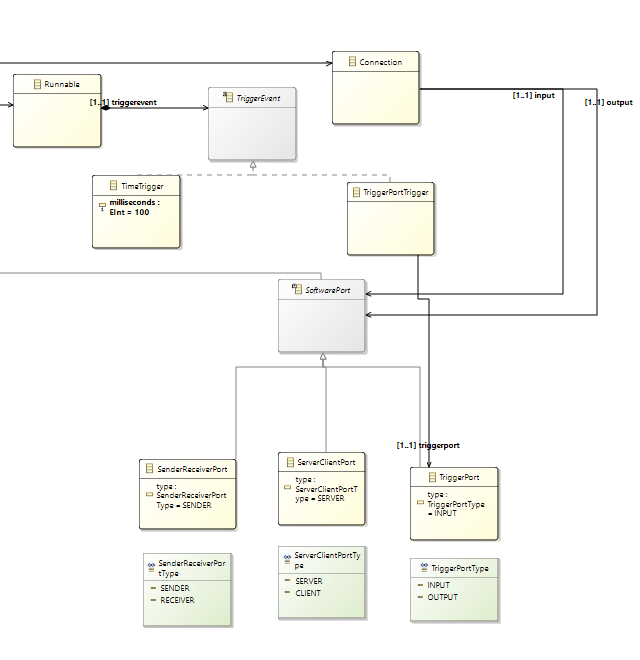 Connection
Runnable
[1..1] triggerevent
TriggerEvent
[1..1] input
[1..1] output
TimeTrigger
milliseconds :
EInt = 100
TriggerPortTrigger
SoftwarePort
[1..1] triggerport
SenderReceiverPort
type :
SenderReceiverPort
Type = SENDER
ServerClientPort
type :
ServerClientPortT
ype = SERVER
TriggerPort
type :
TriggerPortType
= INPUT
SenderReceiverPor
tType
SENDER
RECEIVER
ServerClientPortTy
pe
SERVER
CLIENT
TriggerPortType
INPUT
OUTPUT